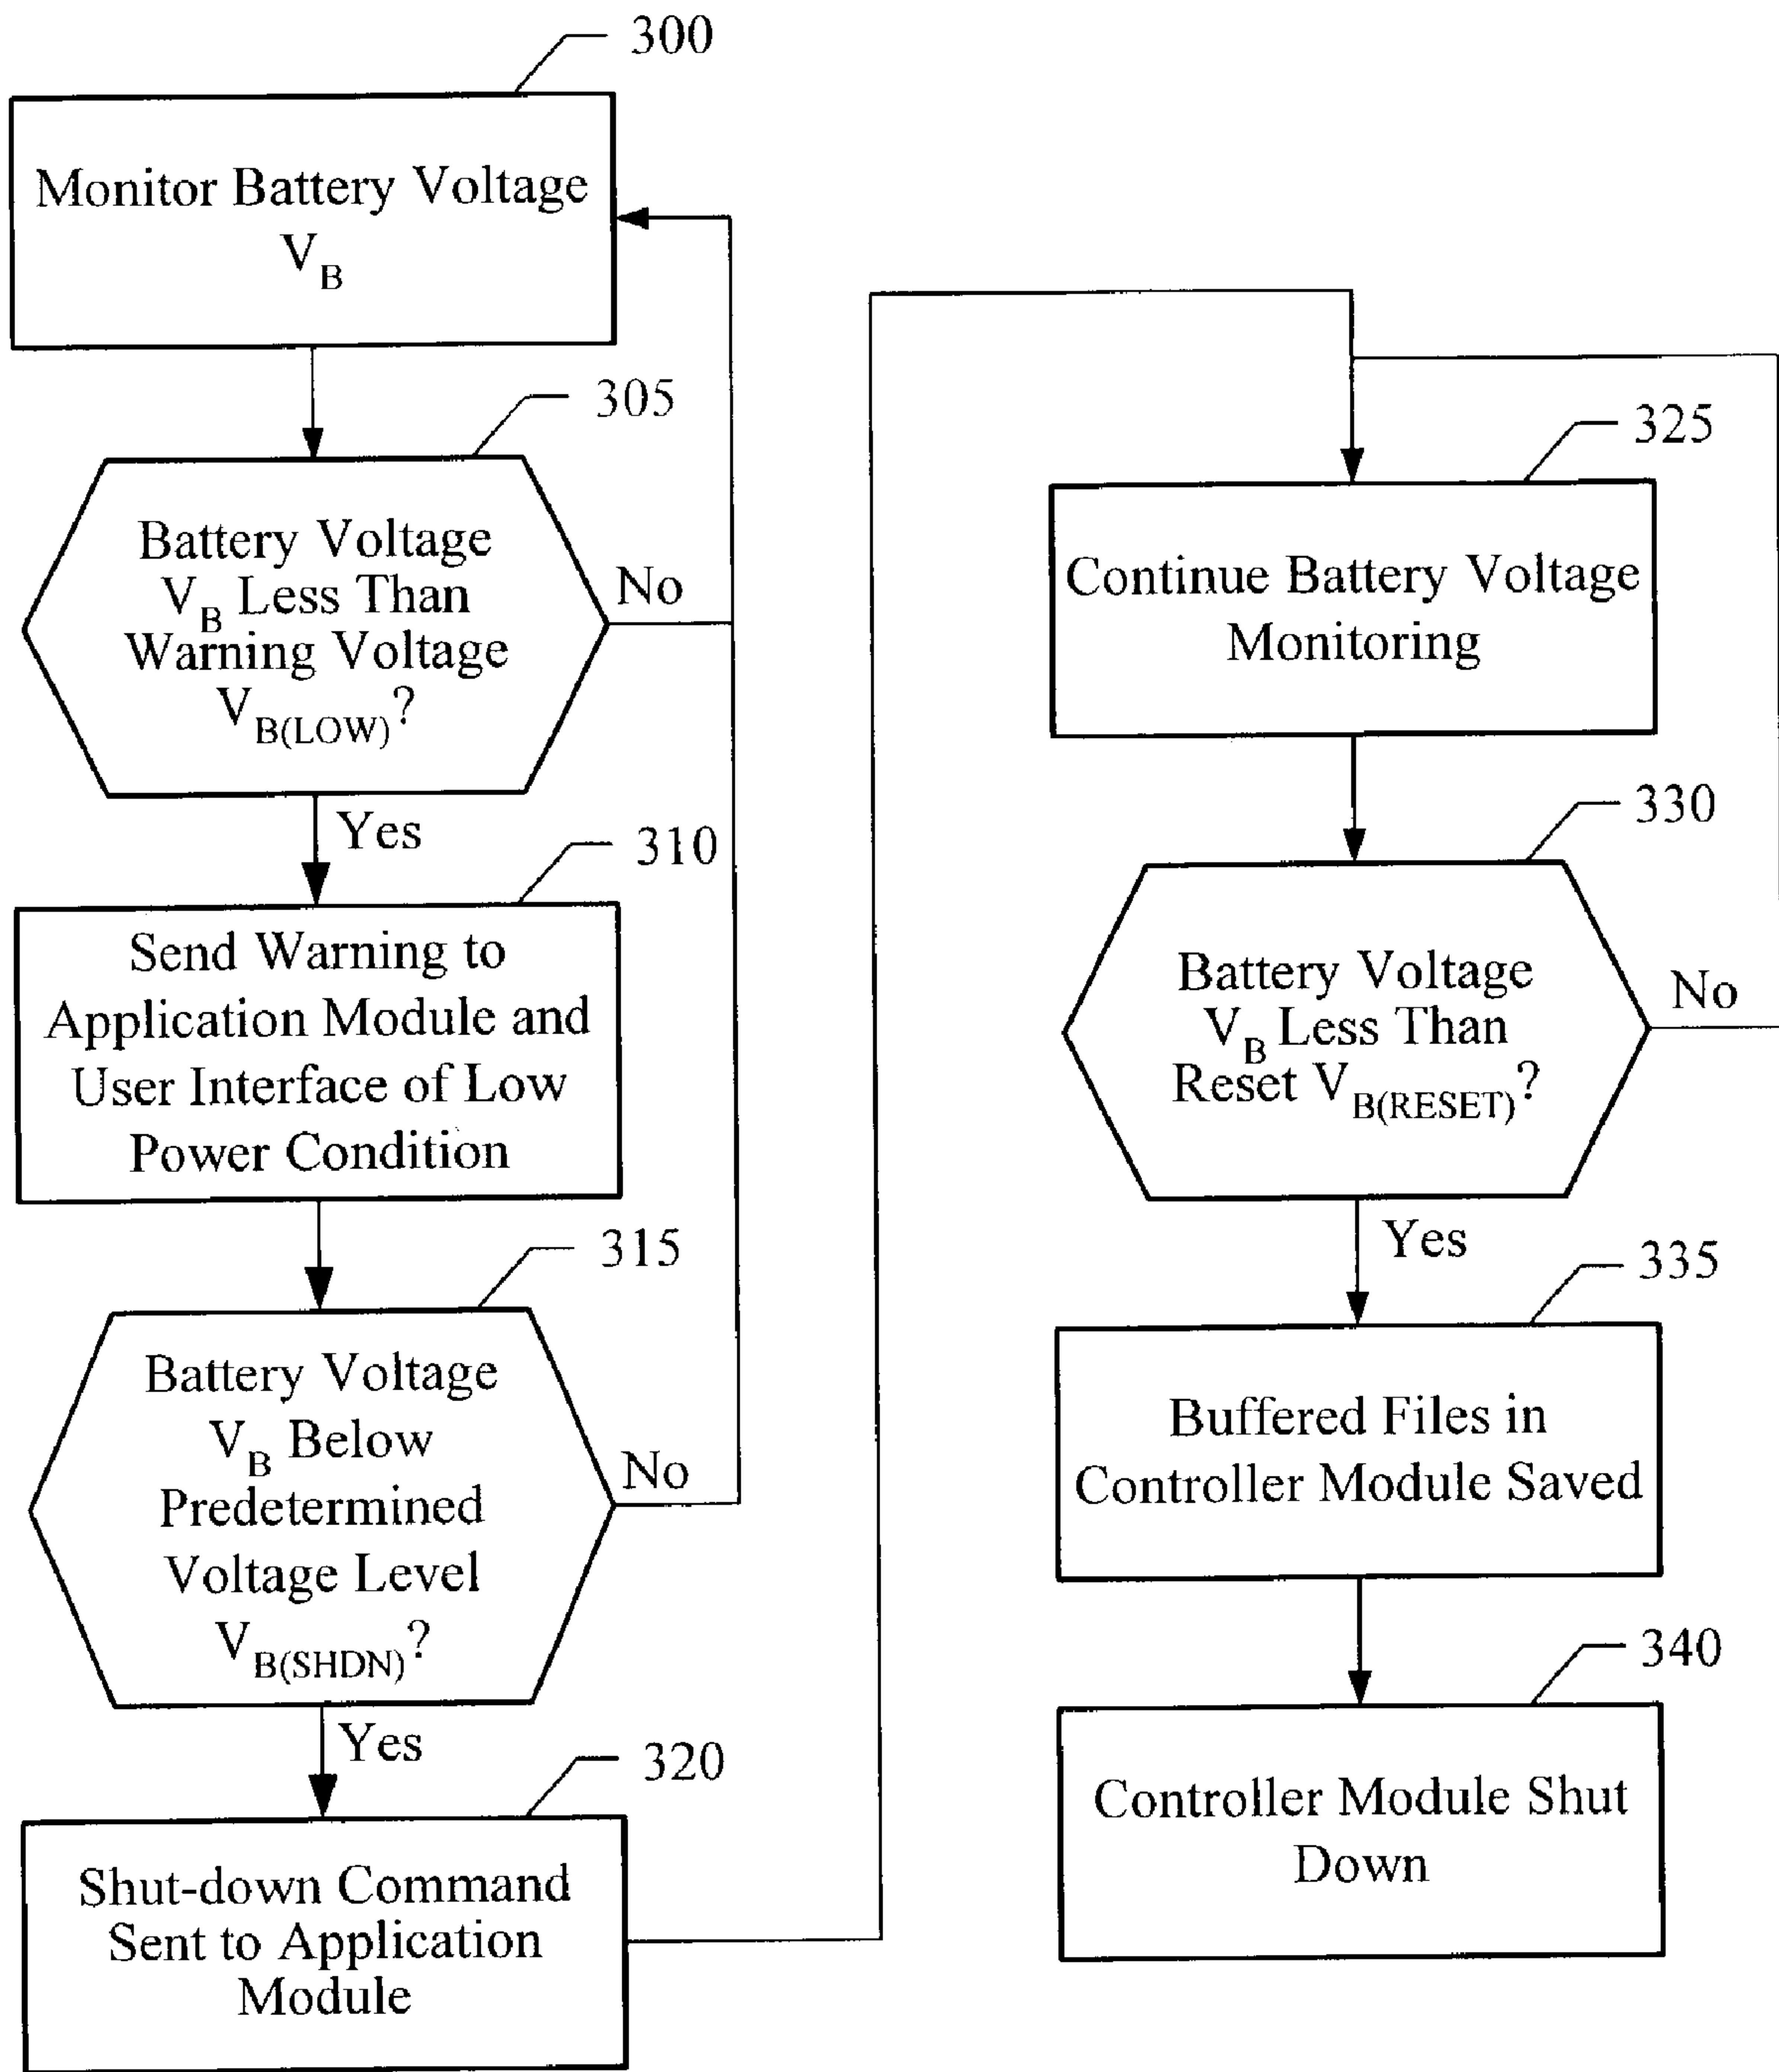 300
Monitor Battery Voltage
V_B
305
Battery Voltage
V_B Less Than
Warning Voltage
V_B(LOW)?
No
Yes
310
Send Warning to
Application Module and
User Interface of Low
Power Condition
315
Battery Voltage
V_B Below
Predetermined
Voltage Level
V_B(SHDN)?
No
Yes
320
Shut-down Command
Sent to Application
Module
325
Continue Battery Voltage
Monitoring
330
Battery Voltage
V_B Less Than
Reset V_B(RESET)?
No
Yes
335
Buffered Files in
Controller Module Saved
340
Controller Module Shut
Down